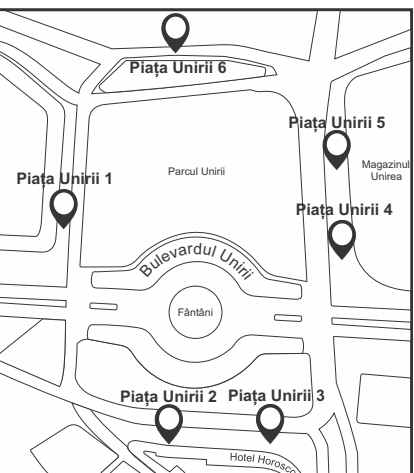 Piața Unirii 6
Piața Unirii 5
Parcul Unirii
Magazinul
Unirea
Piața Unirii 1
Piața Unirii 4
Bulevardul Unirii
Fântâni
Piața Unirii 2
Piața Unirii 3
Hotel Horosco